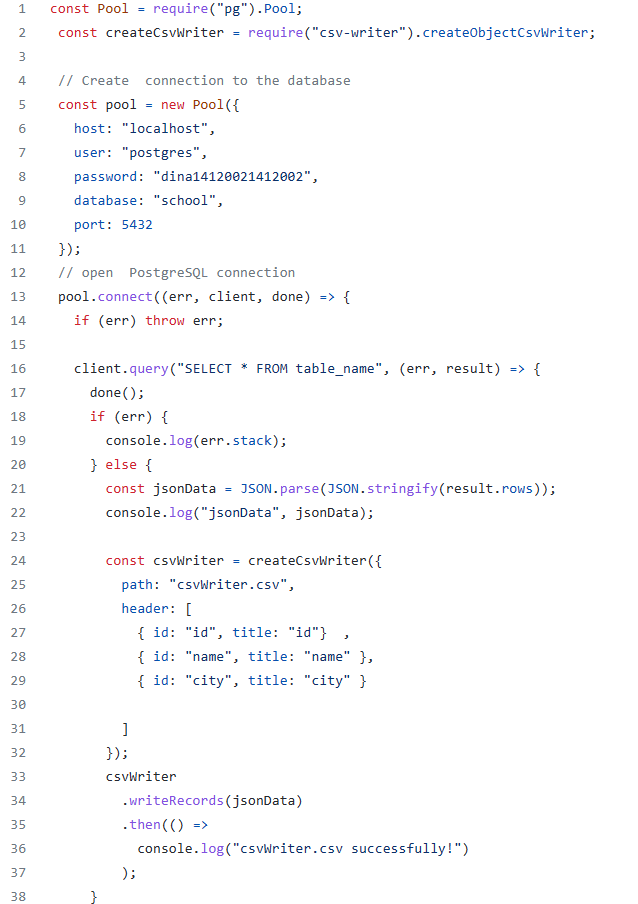 1 const Pool = require("pg").Pool;
2 const createCsvWriter = require("csv-writer").createObjectCsvWriter;
3
4 // Create  connection to the database
5 const pool = new Pool({
6 host: "localhost",
7 user: "postgres",
8 password: "dina14120021412002",
9 database: "school",
10 port: 5432
11 });
12 // open  PostgreSQL connection
13 pool.connect((err, client, done) => {
14 if (err) throw err;
15
16 client.query("SELECT * FROM table_name", (err, result) => {
17 done();
18 if (err) {
19 console.log(err.stack);
20 } else {
21 const jsonData = JSON.parse(JSON.stringify(result.rows));
22 console.log("jsonData", jsonData);
23
24 const csvWriter = createCsvWriter({
25 path: "csvWriter.csv",
26 header: [
27 { id: "id", title: "id"}  ,
28 { id: "name", title: "name" },
29 { id: "city", title: "city" }
30
31 ]
32 });
33 csvWriter
34 .writeRecords(jsonData)
35 .then(() =>
36 console.log("csvWriter.csv successfully!")
37 );
38 }